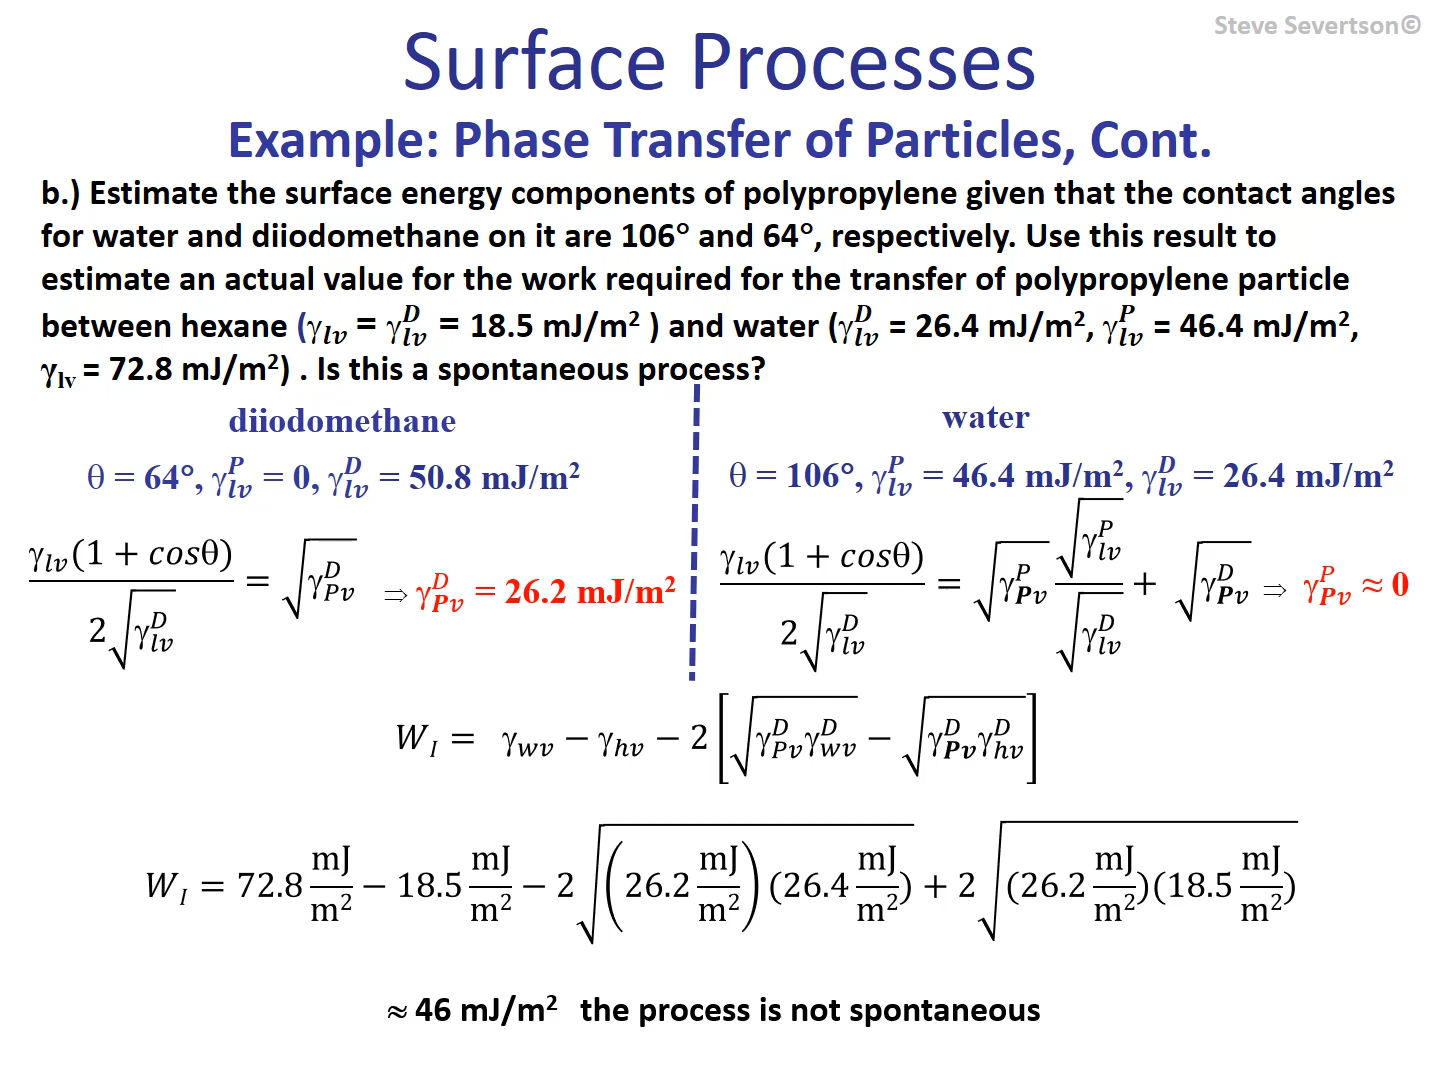 Steve Severtson©
Surface Processes
Example: Phase Transfer of Particles, Cont.
b.) Estimate the surface energy components of polypropylene given that the contact angles
for water and diiodomethane on it are 106° and 64°, respectively. Use this result to
estimate an actual value for the work required for the transfer of polypropylene particle
between hexane (γ_lv = γ_lv^D = 18.5 mJ/m² ) and water (γ_lv^D = 26.4 mJ/m², γ_lv^P = 46.4 mJ/m²,
γ_lv = 72.8 mJ/m²) . Is this a spontaneous process?
diiodomethane
θ = 64°, γ_lv^P = 0, γ_lv^D = 50.8 mJ/m²
γ_lv(1 + cosθ) / 2√(γ_lv^D) = √(γ_Pv^D) ⇒ γ_Pv^D = 26.2 mJ/m²
water
θ = 106°, γ_lv^P = 46.4 mJ/m², γ_lv^D = 26.4 mJ/m²
γ_lv(1 + cosθ) / 2√(γ_lv^D) = √(γ_Pv^P) √(γ_lv^P) / √(γ_lv^D) + √(γ_Pv^D) ⇒ γ_Pv^P ≈ 0
W_I = γ_wv − γ_hv − 2 [√(γ_Pv^D γ_wv^D) − √(γ_Pv^D γ_hv^D)]
W_I = 72.8 mJ/m² − 18.5 mJ/m² − 2√((26.2 mJ/m²)(26.4 mJ/m²)) + 2√((26.2 mJ/m²)(18.5 mJ/m²))
≈ 46 mJ/m² the process is not spontaneous